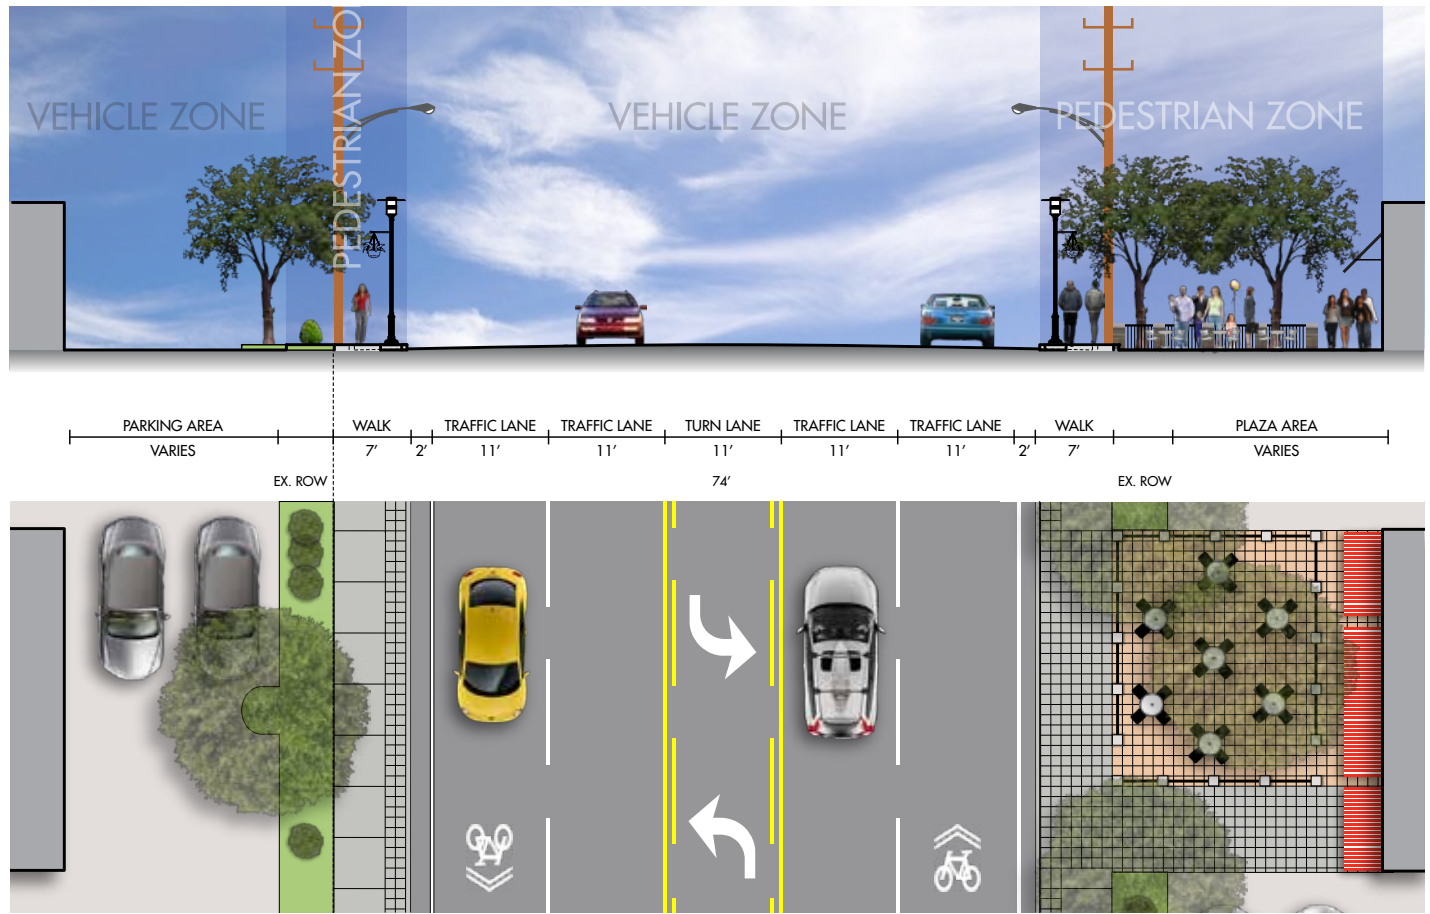 VEHICLE ZONE
PEDESTRIAN ZO
VEHICLE ZONE
PEDESTRIAN ZONE
PARKING AREA
WALK
TRAFFIC LANE
TRAFFIC LANE
TURN LANE
TRAFFIC LANE
TRAFFIC LANE
WALK
PLAZA AREA
VARIES
7'
2'
11'
11'
11'
11'
11'
2'
7'
VARIES
EX. ROW
74'
EX. ROW